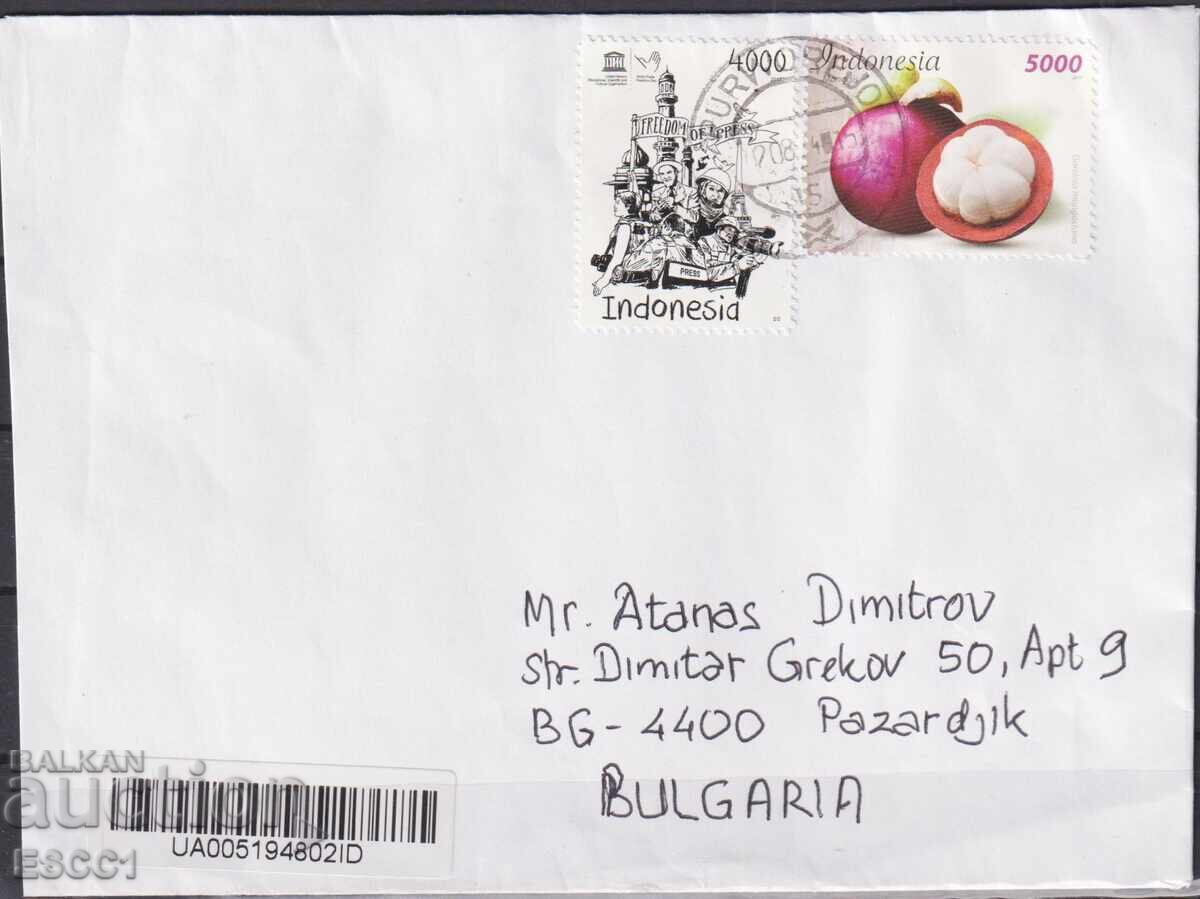 4000
FREEDOM OF PRESS
PRESS
Indonesia
Indonesia
5000
Mr. Atanas Dimitrov
str. Dimitar Grekov 50, Apt 9
BG-4400 Pazardjik
BULGARIA
BALKAN
auction
UA005194802ID
ESCC1